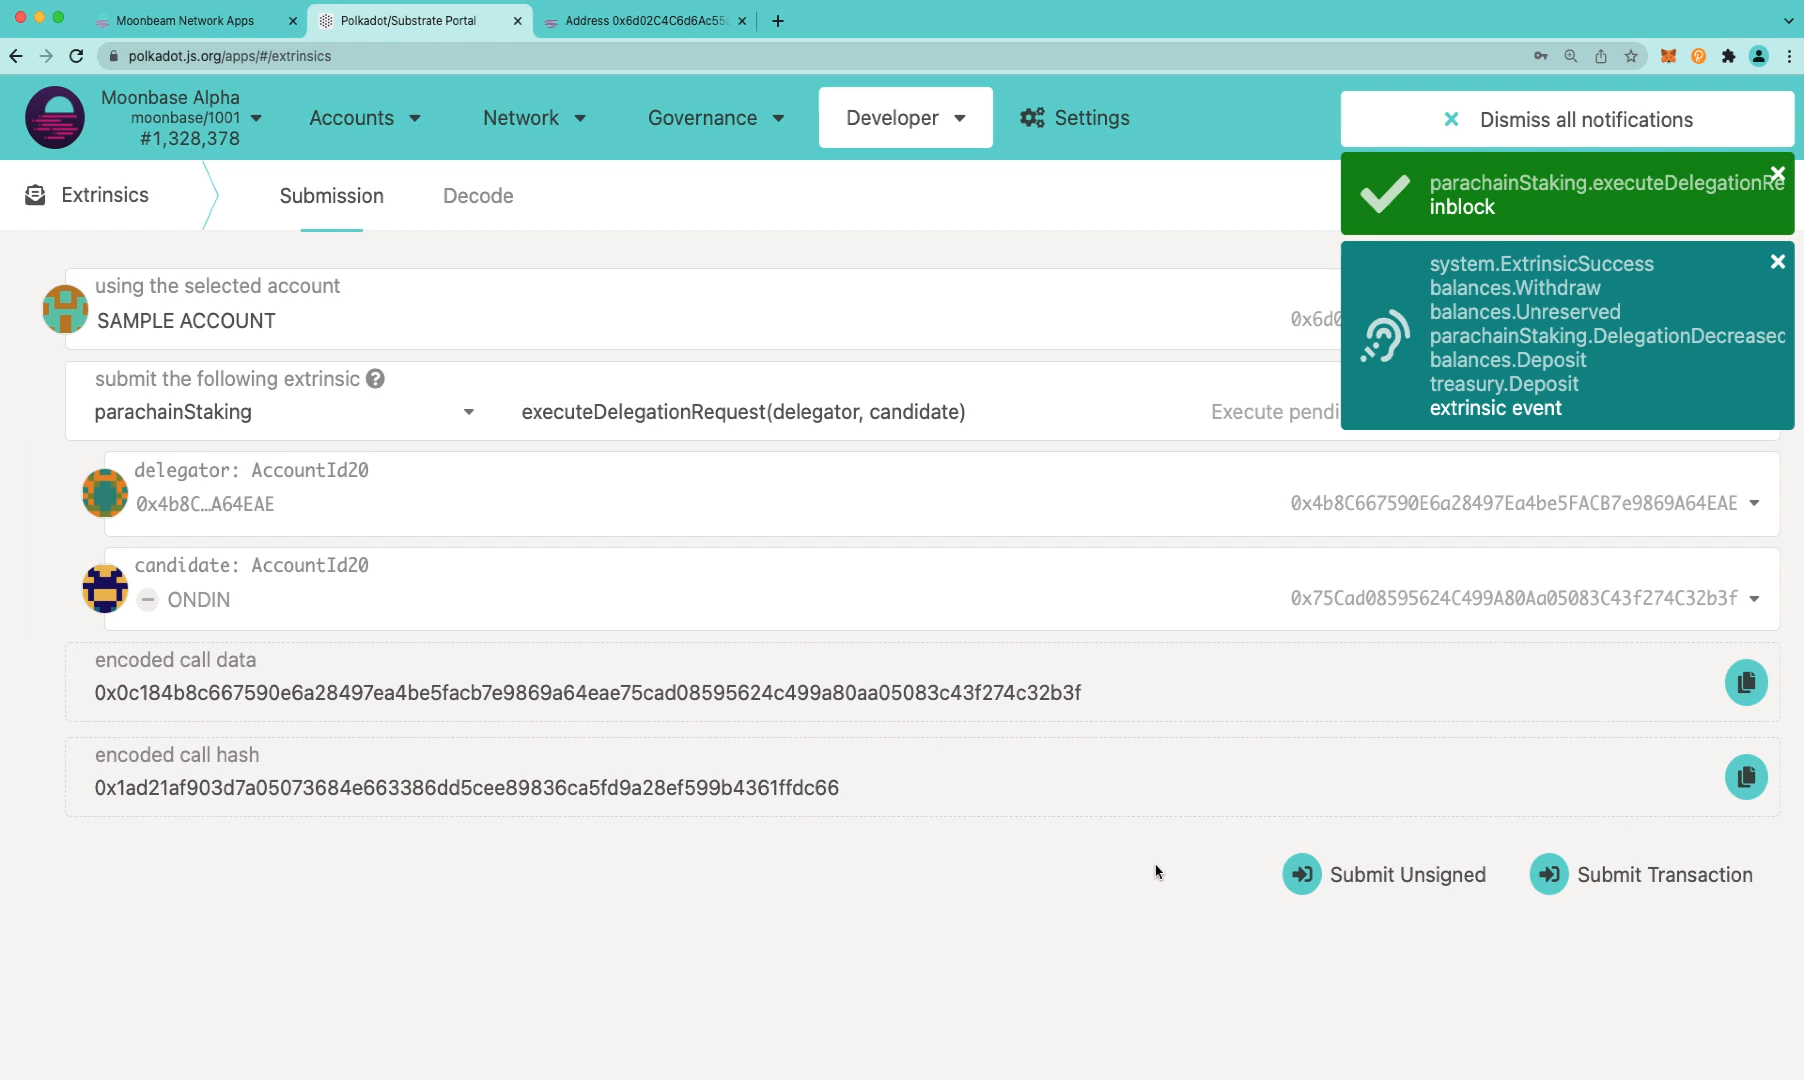 Moonbeam Network Apps
Polkadot/Substrate Portal
Address 0x6d02C4C6d6Ac55
polkadot.js.org/apps/#/extrinsics
Moonbase Alpha
moonbase/1001
#1,328,378
Accounts
Network
Governance
Developer
Settings
Dismiss all notifications
Extrinsics
Submission
Decode
parachainStaking.executeDelegationRe
inblock
system.ExtrinsicSuccess
balances.Withdraw
balances.Unreserved
parachainStaking.DelegationDecreased
balances.Deposit
treasury.Deposit
extrinsic event
using the selected account
SAMPLE ACCOUNT
0x6d0
submit the following extrinsic
parachainStaking
executeDelegationRequest(delegator, candidate)
Execute pendi
delegator: AccountId20
0x4b8C…A64EAE
0x4b8C667590E6a28497Ea4be5FACB7e9869A64EAE
candidate: AccountId20
ONDIN
0x75Cad08595624C499A80Aa05083C43f274C32b3f
encoded call data
0x0c184b8c667590e6a28497ea4be5facb7e9869a64eae75cad08595624c499a80aa05083c43f274c32b3f
encoded call hash
0x1ad21af903d7a05073684e663386dd5cee89836ca5fd9a28ef599b4361ffdc66
Submit Unsigned
Submit Transaction